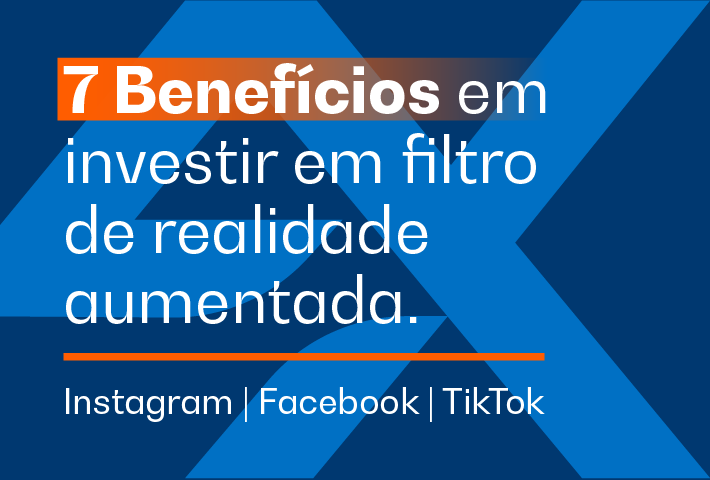 7 Benefícios em
investir em filtro
de realidade
aumentada.
Instagram | Facebook | TikTok